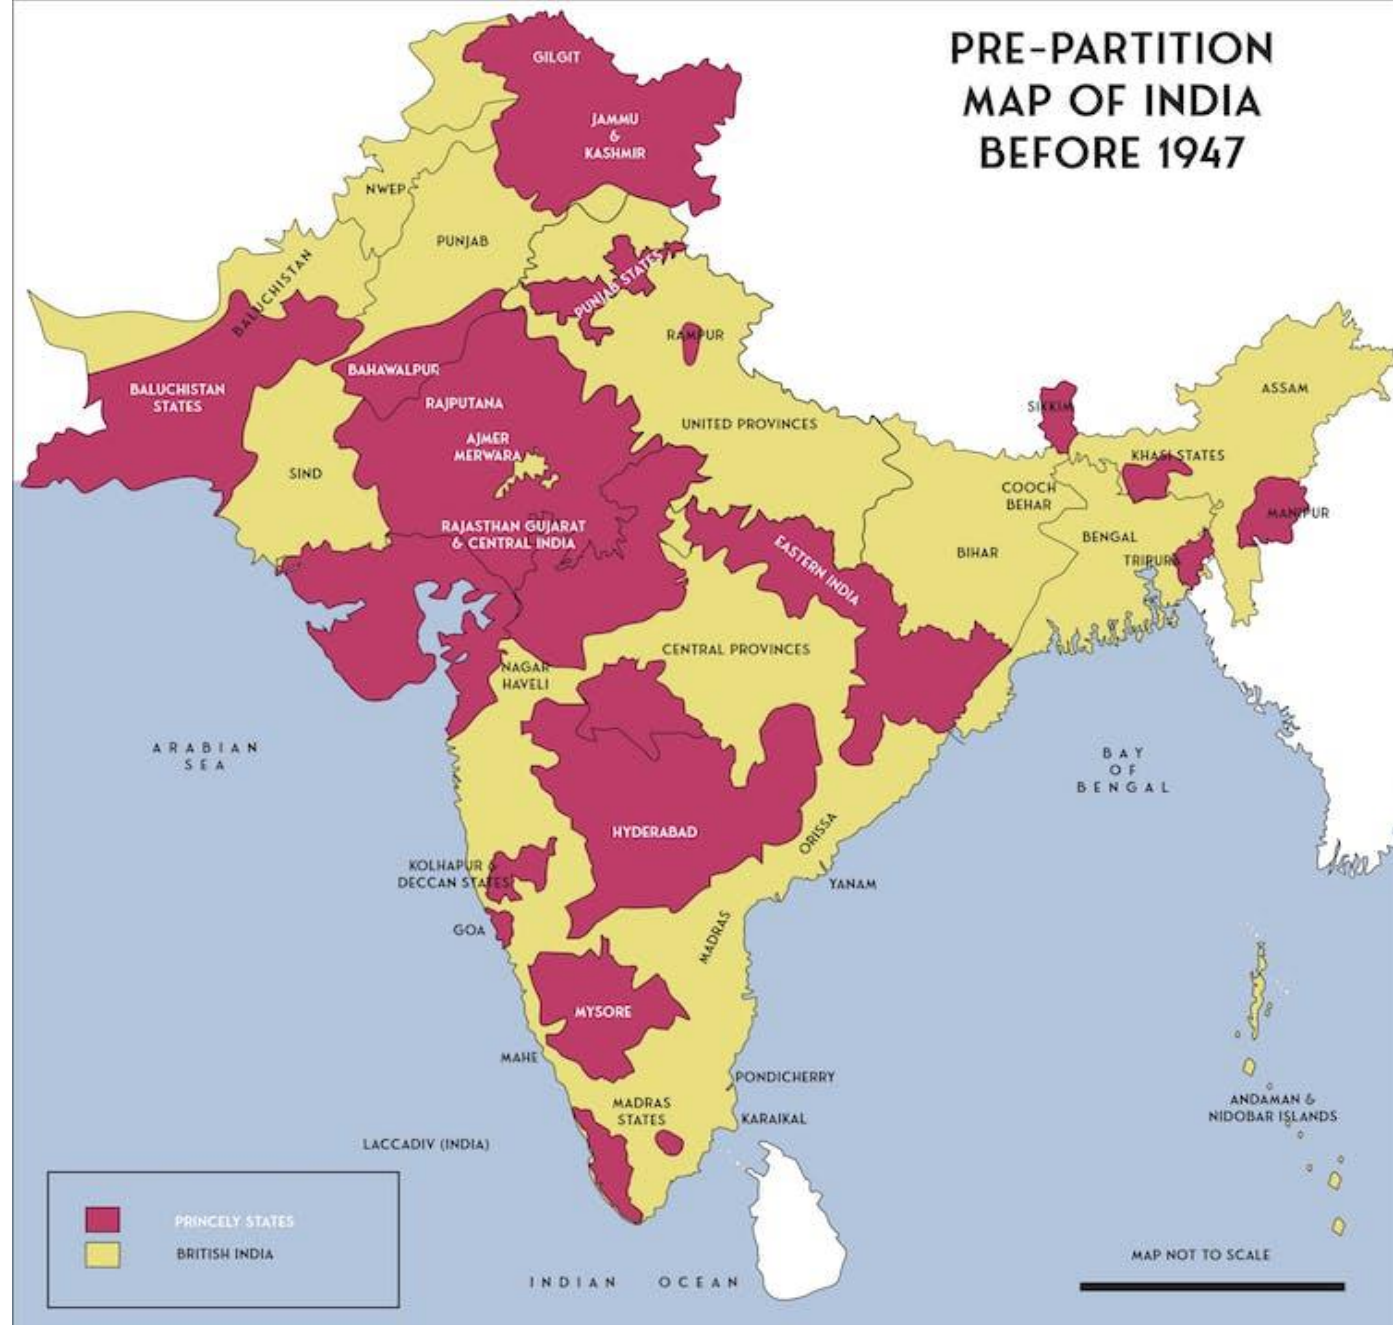 PRE-PARTITION
MAP OF INDIA
BEFORE 1947
GILGIT
JAMMU
&
KASHMIR
NWEP
PUNJAB
BALUCHISTAN
PUNJAB STATES
RAMPUR
BAHAWALPUR
BALUCHISTAN
STATES
RAJPUTANA
SIKKIM
ASSAM
UNITED PROVINCES
AJMER
MERWARA
SIND
KHASI STATES
COOCH
BEHAR
MANIPUR
RAJASTHAN GUJARAT
& CENTRAL INDIA
EASTERN INDIA
BIHAR
BENGAL
TRIPURA
CENTRAL PROVINCES
NAGAR
HAVELI
ARABIAN
SEA
BAY
OF
BENGAL
HYDERABAD
ORISSA
KOLHAPUR &
DECCAN STATES
YANAM
GOA
MADRAS
MYSORE
MAHE
PONDICHERRY
MADRAS
STATES
KARAIKAL
ANDAMAN &
NIDOBAR ISLANDS
LACCADIV (INDIA)
PRINCELY STATES
BRITISH INDIA
INDIAN OCEAN
MAP NOT TO SCALE